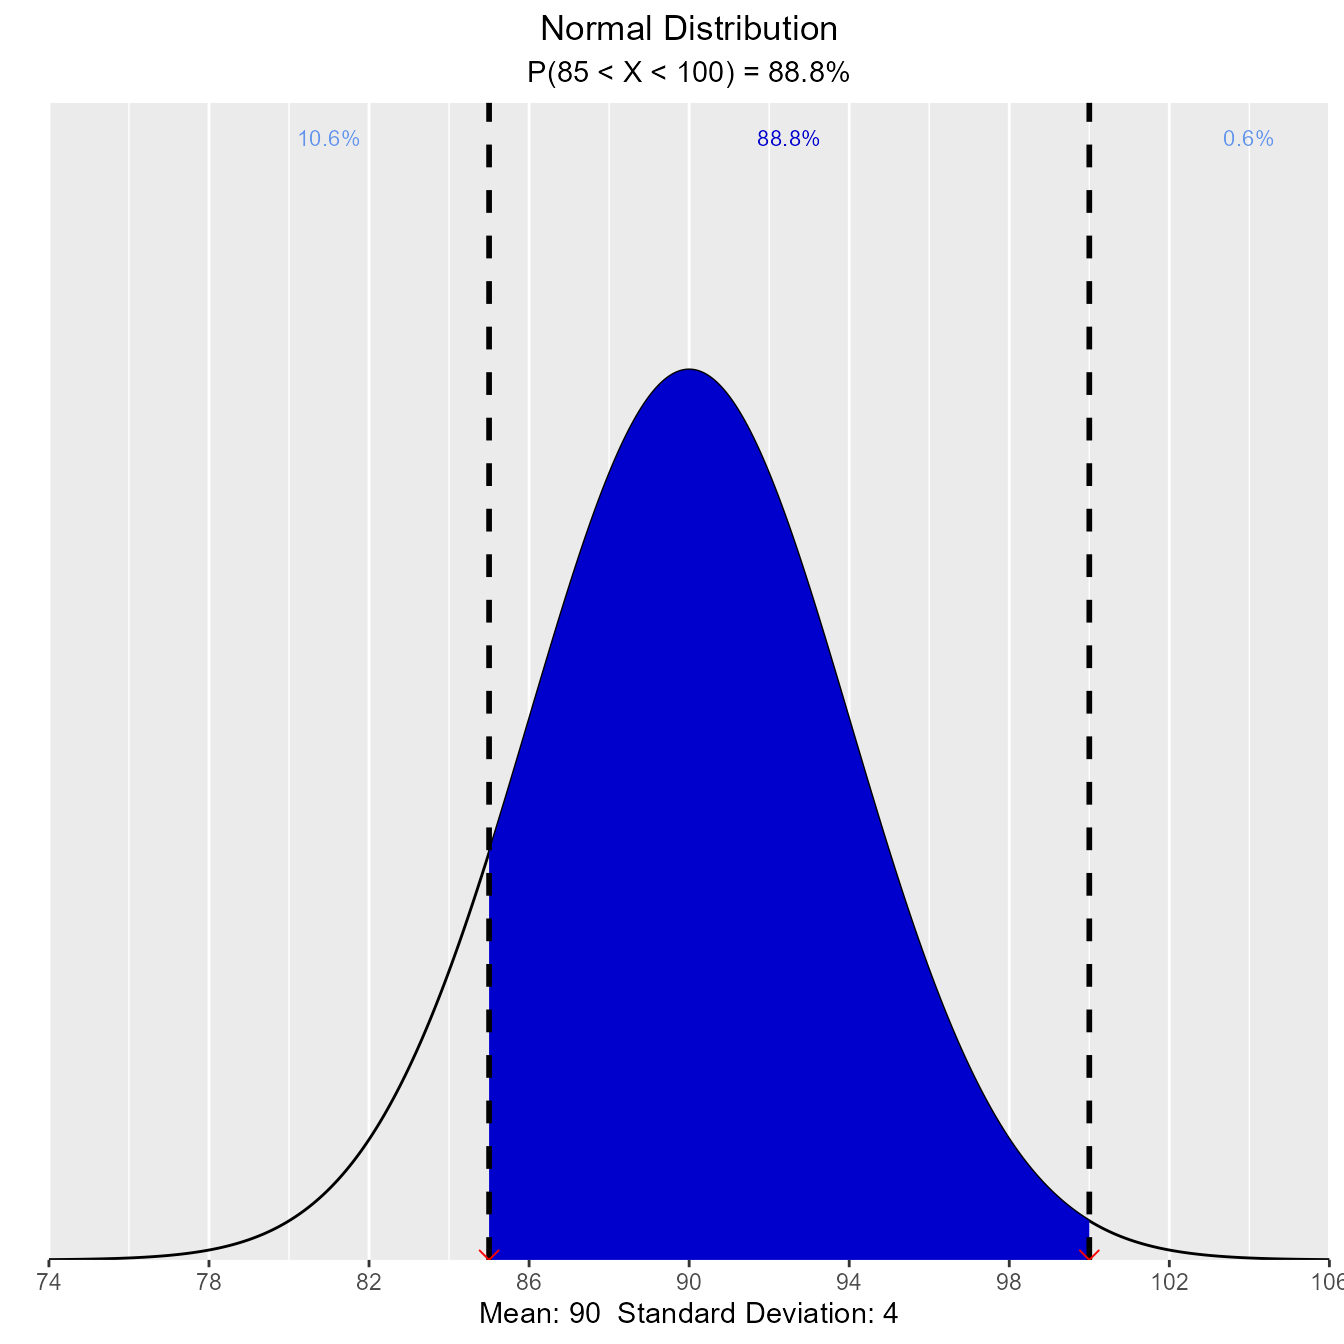 Normal Distribution
P(85 < X < 100) = 88.8%
10.6% 88.8% 0.6%
74 78 82 86 90 94 98 102 106
Mean: 90  Standard Deviation: 4